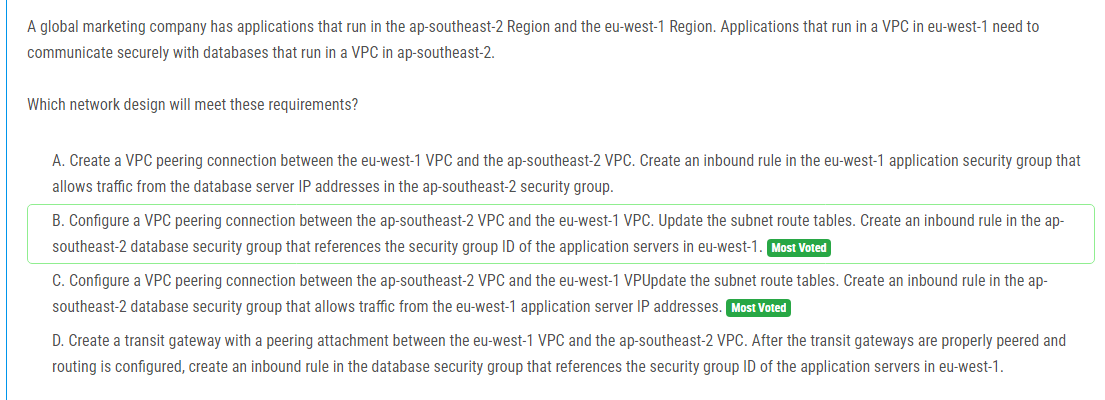 A global marketing company has applications that run in the ap-southeast-2 Region and the eu-west-1 Region. Applications that run in a VPC in eu-west-1 need to
communicate securely with databases that run in a VPC in ap-southeast-2.
Which network design will meet these requirements?
A. Create a VPC peering connection between the eu-west-1 VPC and the ap-southeast-2 VPC. Create an inbound rule in the eu-west-1 application security group that
allows traffic from the database server IP addresses in the ap-southeast-2 security group.
B. Configure a VPC peering connection between the ap-southeast-2 VPC and the eu-west-1 VPC. Update the subnet route tables. Create an inbound rule in the ap-
southeast-2 database security group that references the security group ID of the application servers in eu-west-1. Most Voted
C. Configure a VPC peering connection between the ap-southeast-2 VPC and the eu-west-1 VPUpdate the subnet route tables. Create an inbound rule in the ap-
southeast-2 database security group that allows traffic from the eu-west-1 application server IP addresses. Most Voted
D. Create a transit gateway with a peering attachment between the eu-west-1 VPC and the ap-southeast-2 VPC. After the transit gateways are properly peered and
routing is configured, create an inbound rule in the database security group that references the security group ID of the application servers in eu-west-1.